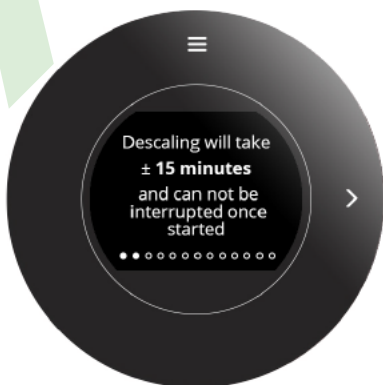 Descaling will take
± 15 minutes
and can not be
interrupted once
started